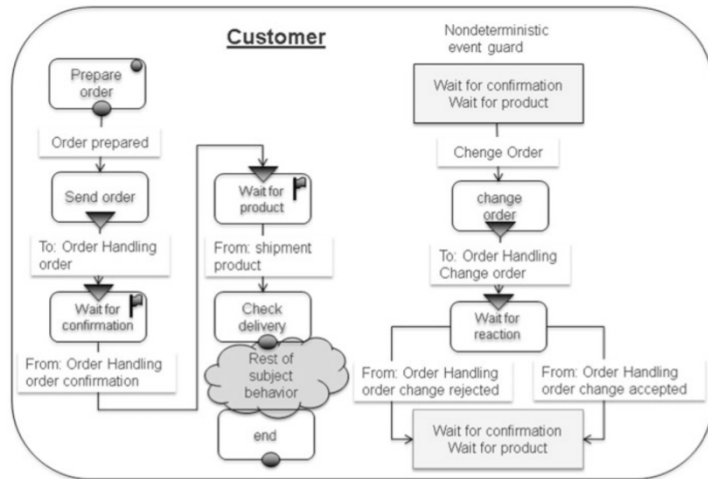 Customer
Prepare
order
Order prepared
Send order
To: Order Handling
order
Wait for
confirmation
From: Order Handling
order confirmation
Wait for
product
From: shipment
product
Check
delivery
Rest of
subject
behavior
end
Nondeterministic
event guard
Wait for confirmation
Wait for product
Chenge Order
change
order
To: Order Handling
Change order
Wait for
reaction
From: Order Handling
order change rejected
From: Order Handling
order change accepted
Wait for confirmation
Wait for product